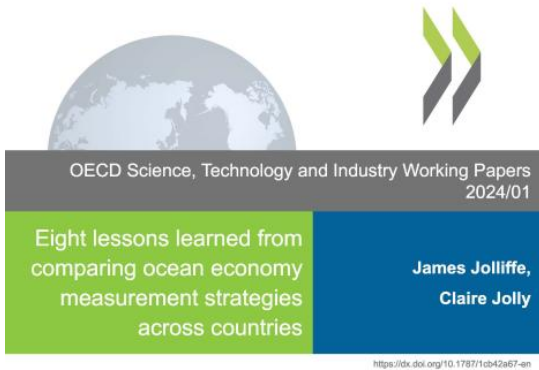 OECD Science, Technology and Industry Working Papers
2024/01
Eight lessons learned from
comparing ocean economy
measurement strategies
across countries
James Jolliffe,
Claire Jolly
https://dx.doi.org/10.1787/1cb42a67-en